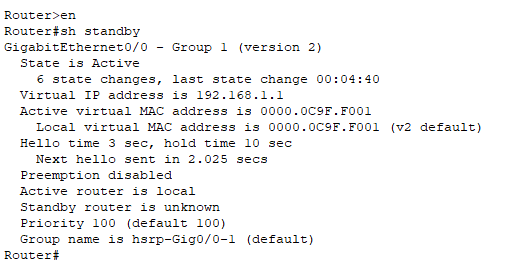 Router>en
Router#sh standby
GigabitEthernet0/0 - Group 1 (version 2)
State is Active
6 state changes, last state change 00:04:40
Virtual IP address is 192.168.1.1
Active virtual MAC address is 0000.0C9F.F001
Local virtual MAC address is 0000.0C9F.F001 (v2 default)
Hello time 3 sec, hold time 10 sec
Next hello sent in 2.025 secs
Preemption disabled
Active router is local
Standby router is unknown
Priority 100 (default 100)
Group name is hsrp-Gig0/0-1 (default)
Router#